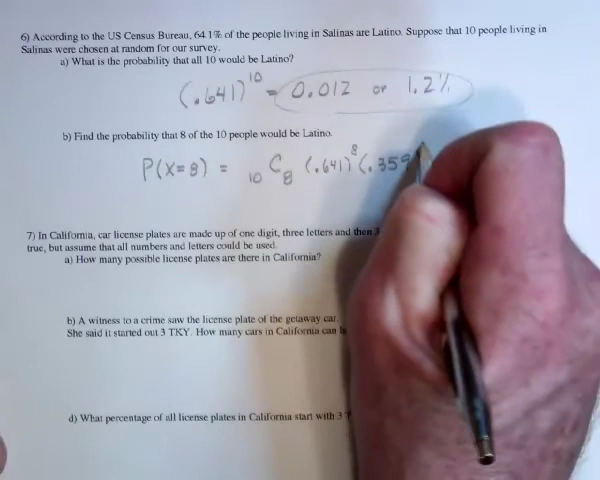 6) According to the US Census Bureau, 64.1% of the people living in Salinas are Latino. Suppose that 10 people living in
Salinas were chosen at random for our survey.
a) What is the probability that all 10 would be Latino?
(.641)^10 = 0.012 or 1.2%
b) Find the probability that 8 of the 10 people would be Latino.
P(X=8) = 10 C 8 (.641)^8 (.359
7) In California, car license plates are made up of one digit, three letters and then 3
true, but assume that all numbers and letters could be used.
a) How many possible license plates are there in California?
b) A witness to a crime saw the license plate of the getaway car.
She said it started out 3 TKY. How many cars in California can
d) What percentage of all license plates in California start with 3